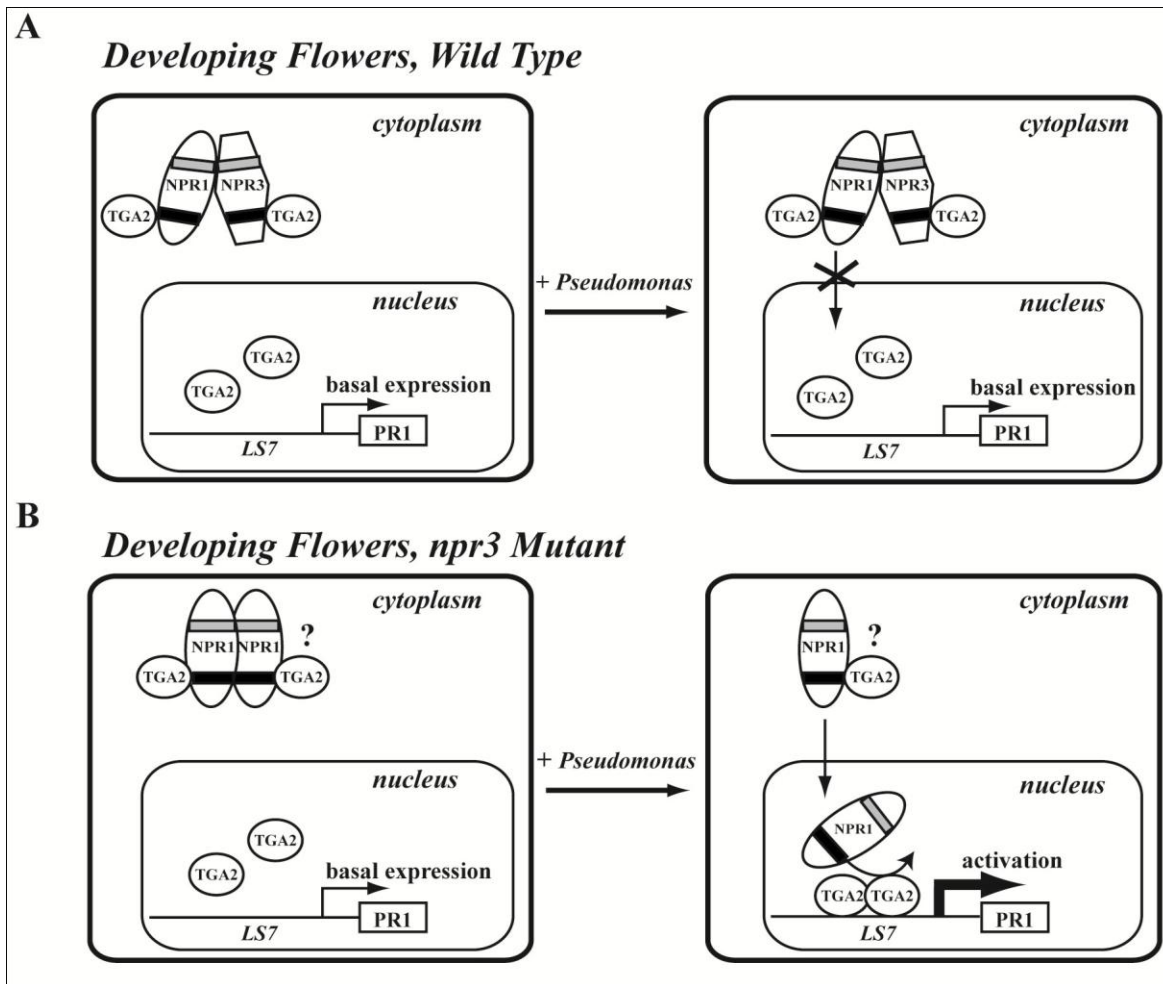 A
Developing Flowers, Wild Type
cytoplasm
NPR1
NPR3
TGA2
TGA2
nucleus
TGA2
TGA2
basal expression
PR1
LS7
+ Pseudomonas
cytoplasm
NPR1
NPR3
TGA2
TGA2
nucleus
TGA2
TGA2
basal expression
PR1
LS7
B
Developing Flowers, npr3 Mutant
cytoplasm
?
NPR1
NPR1
TGA2
TGA2
nucleus
TGA2
TGA2
basal expression
PR1
LS7
+ Pseudomonas
cytoplasm
?
NPR1
TGA2
nucleus
NPR1
activation
TGA2
TGA2
PR1
LS7